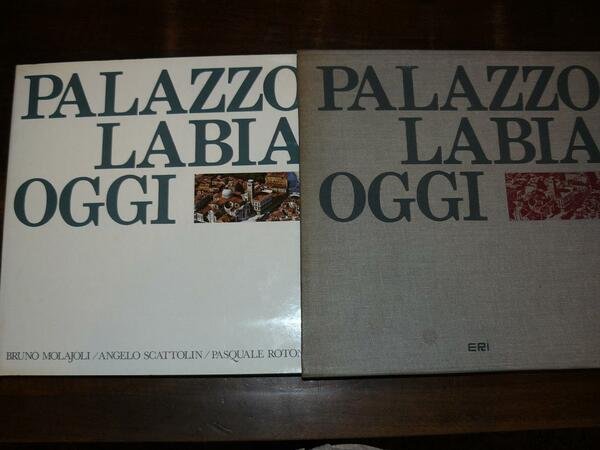 PALAZZO
LABIA
OGGI
BRUNO MOLAJOLI / ANGELO SCATTOLIN / PASQUALE ROTON
PALAZZO
LABIA
OGGI
ERI